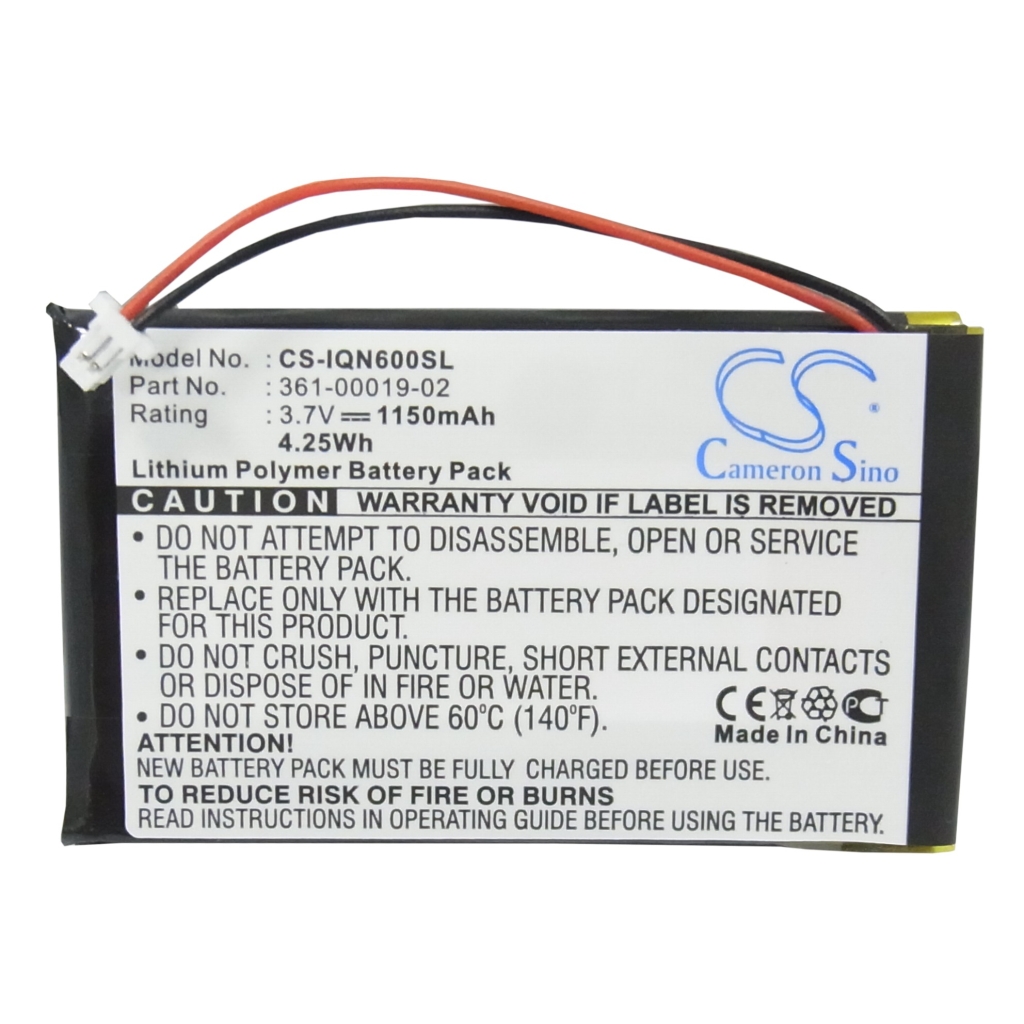 Model No. : CS-IQN600SL
Part No. : 361-00019-02
Rating : 3.7V 1150mAh
4.25Wh
Lithium Polymer Battery Pack
CS ®
Cameron Sino
CAUTION WARRANTY VOID IF LABEL IS REMOVED
• DO NOT ATTEMPT TO DISASSEMBLE, OPEN OR SERVICE
THE BATTERY PACK.
• REPLACE ONLY WITH THE BATTERY PACK DESIGNATED
FOR THIS PRODUCT.
• DO NOT CRUSH, PUNCTURE, SHORT EXTERNAL CONTACTS
OR DISPOSE OF IN FIRE OR WATER.
• DO NOT STORE ABOVE 60ºC (140ºF).
CE PCT
Made In China
ATTENTION!
NEW BATTERY PACK MUST BE FULLY CHARGED BEFORE USE.
TO REDUCE RISK OF FIRE OR BURNS
READ INSTRUCTIONS IN OPERATING GUIDE BEFORE USING BATTERY.